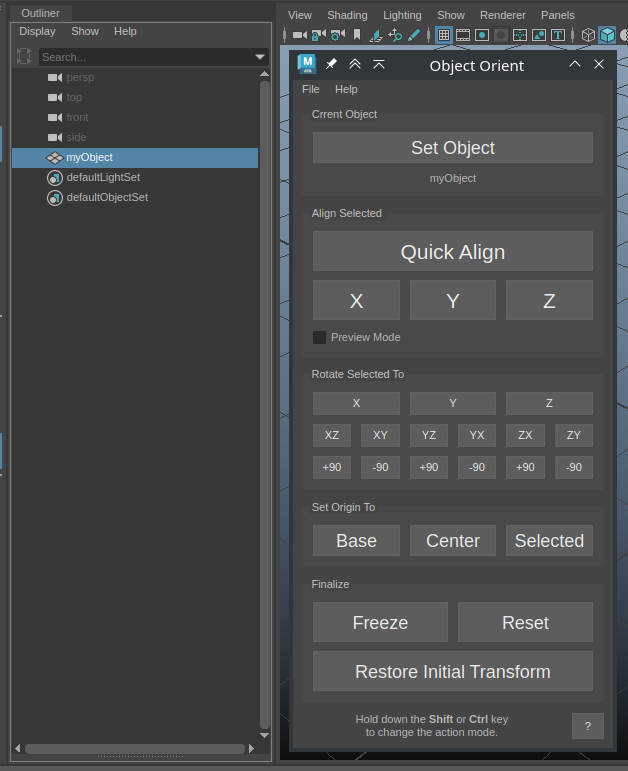 Outliner
Display Show Help
Search...
persp
top
front
side
myObject
defaultLightSet
defaultObjectSet
View Shading Lighting Show Renderer Panels
M
Object Orient
File Help
Crrent Object
Set Object
myObject
Align Selected
Quick Align
X Y Z
Preview Mode
Rotate Selected To
X Y Z
XZ XY YZ YX ZX ZY
+90 -90 +90 -90 +90 -90
Set Origin To
Base Center Selected
Finalize
Freeze Reset
Restore Initial Transform
Hold down the Shift or Ctrl key
to change the action mode.
?